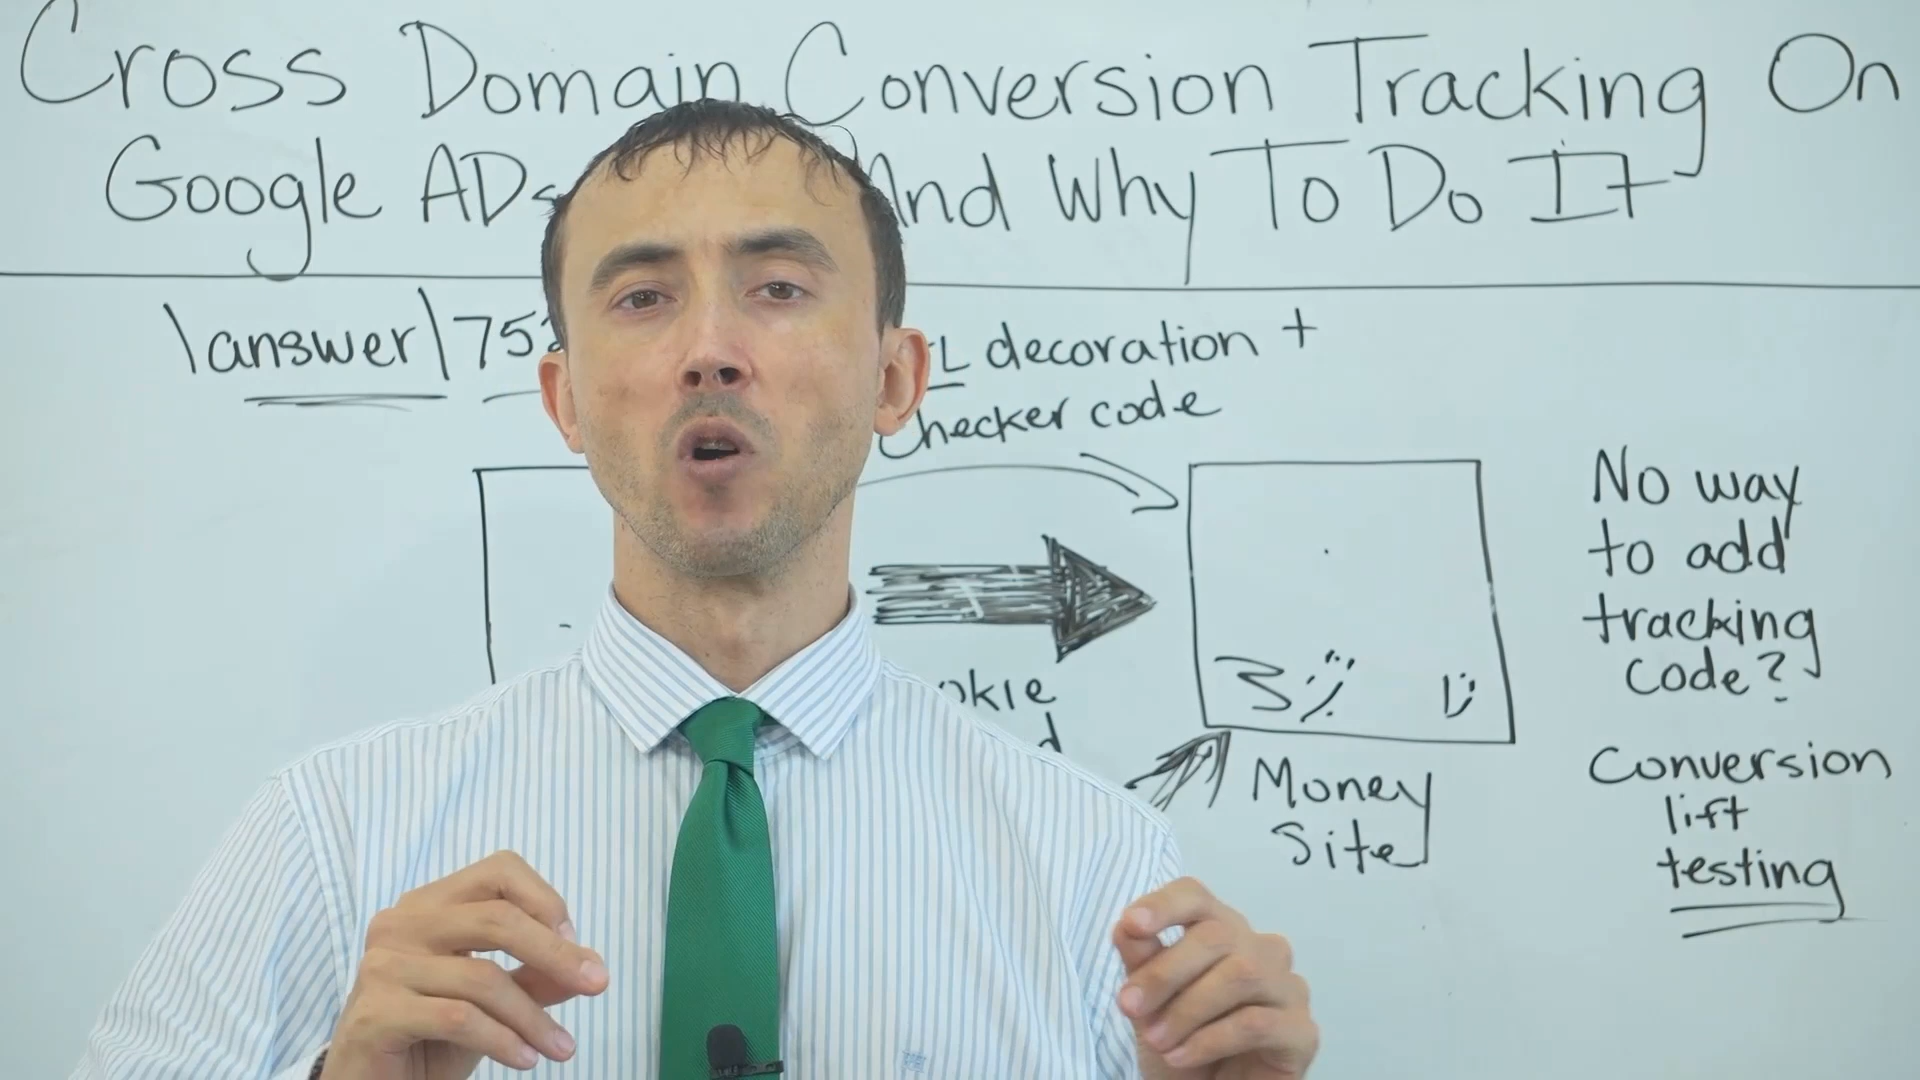 Cross Domain Conversion Tracking On
Google ADs And Why To Do It
\answer\75
L decoration +
checker code
No way
to add
tracking
code?
3%
Money
Site
Conversion
lift
testing